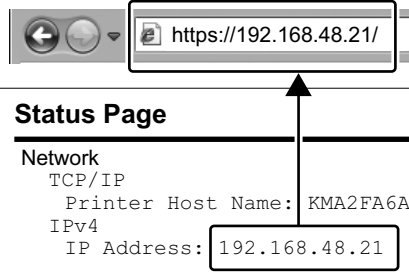 https://192.168.48.21/
Status Page
Network
TCP/IP
Printer Host Name: KMA2FA6A
IPv4
IP Address: 192.168.48.21